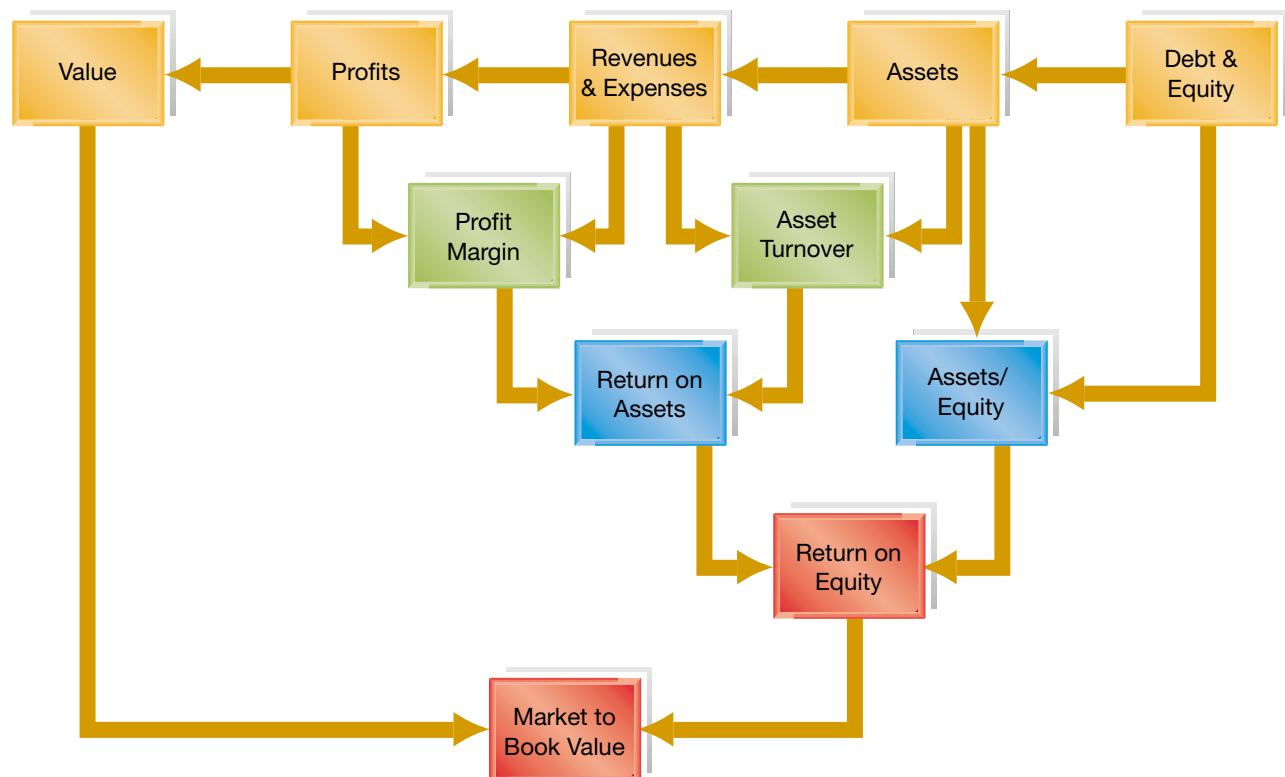 Value
Profits
Revenues
& Expenses
Assets
Debt &
Equity
Profit
Margin
Asset
Turnover
Return on
Assets
Assets/
Equity
Return on
Equity
Market to
Book Value